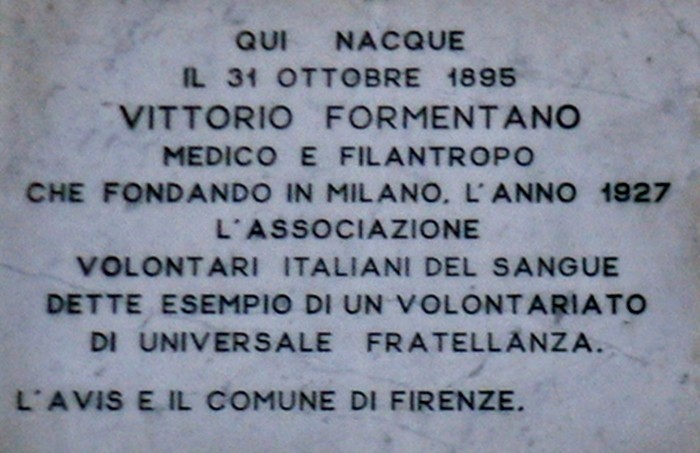 QUI NACQUE
IL 31 OTTOBRE 1895
VITTORIO FORMENTANO
MEDICO E FILANTROPO
CHE FONDANDO IN MILANO. L'ANNO 1927
L'ASSOCIAZIONE
VOLONTARI ITALIANI DEL SANGUE
DETTE ESEMPIO DI UN VOLONTARIATO
DI UNIVERSALE FRATELLANZA.
L'AVIS E IL COMUNE DI FIRENZE.